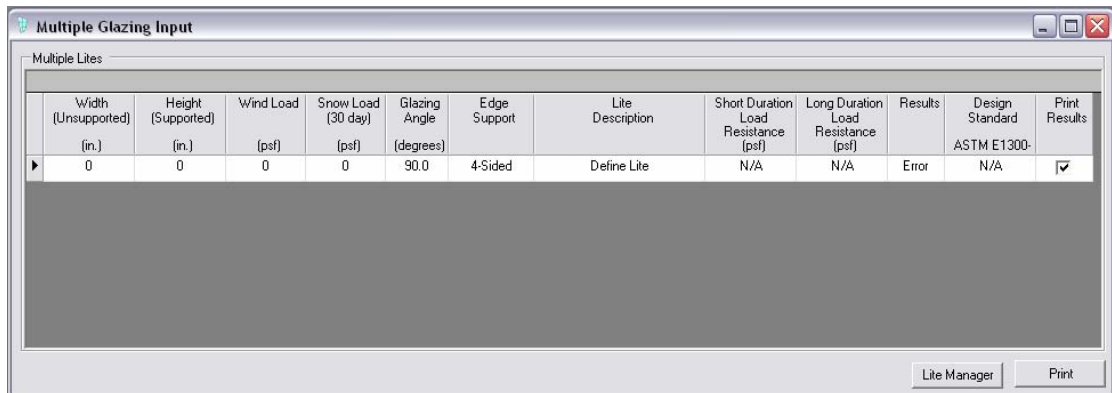 Multiple Glazing Input
Multiple Lites
Width (Unsupported) (in.)
Height (Supported) (in.)
Wind Load (psf)
Snow Load (30 day) (psf)
Glazing Angle (degrees)
Edge Support
Lite Description
Short Duration Load Resistance (psf)
Long Duration Load Resistance (psf)
Results
Design Standard ASTM E1300-
Print Results
0 0 0 0 90.0 4-Sided Define Lite N/A N/A Error N/A
Lite Manager Print